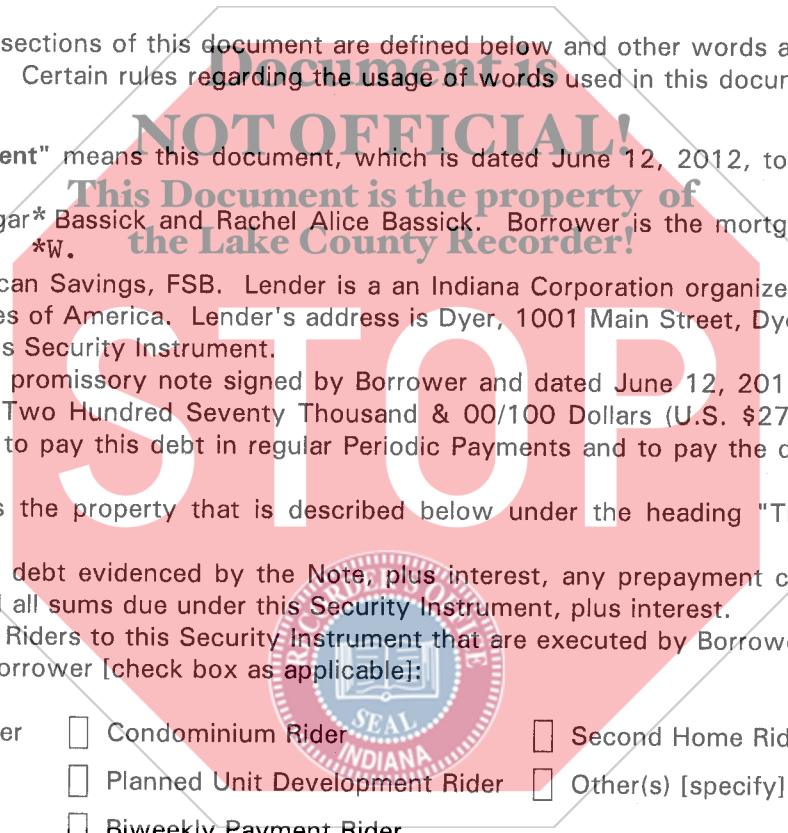 sections of this document are defined below and other words a
Certain rules regarding the usage of words used in this docur
Document is
NOT OFFICIAL!
This Document is the property of
the Lake County Recorder!
ent" means this document, which is dated June 12, 2012, to
gar* Bassick and Rachel Alice Bassick. Borrower is the mortg
*W.
can Savings, FSB. Lender is a an Indiana Corporation organize
es of America. Lender's address is Dyer, 1001 Main Street, Dy
s Security Instrument.
promissory note signed by Borrower and dated June 12, 201
Two Hundred Seventy Thousand & 00/100 Dollars (U.S. $27
to pay this debt in regular Periodic Payments and to pay the d
STOP
s the property that is described below under the heading "T
debt evidenced by the Note, plus interest, any prepayment c
all sums due under this Security Instrument, plus interest.
Riders to this Security Instrument that are executed by Borrow
orrower [check box as applicable]:
RECORDER'S OFFICE
SEAL
INDIANA
er Condominium Rider Second Home Rid
Planned Unit Development Rider Other(s) [specify]
Biweekly Payment Rider